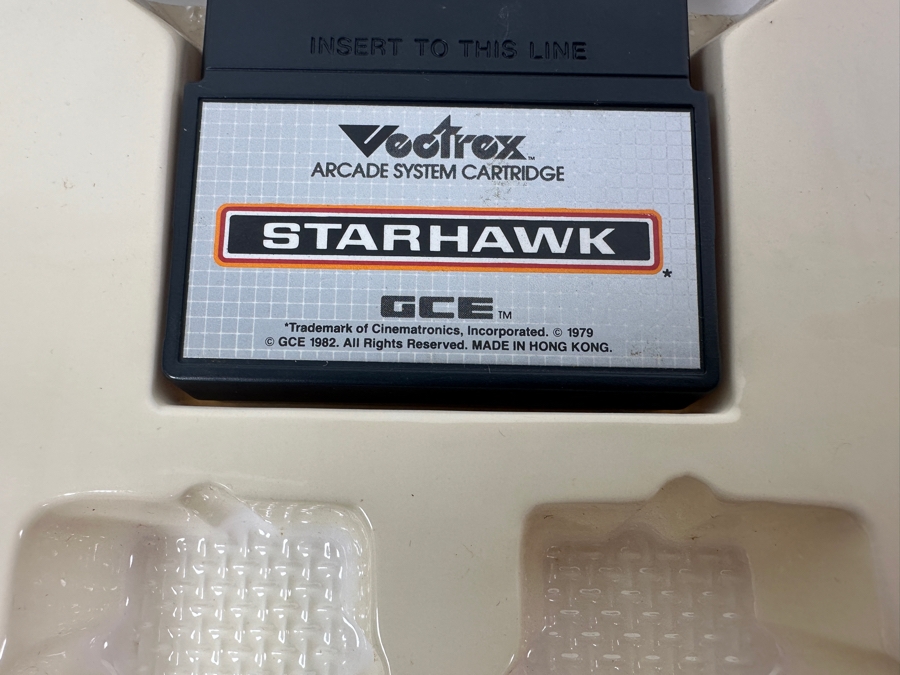 INSERT TO THIS LINE
Vectrex™
ARCADE SYSTEM CARTRIDGE
STARHAWK*
GCE™
*Trademark of Cinematronics, Incorporated. © 1979
© GCE 1982. All Rights Reserved. MADE IN HONG KONG.